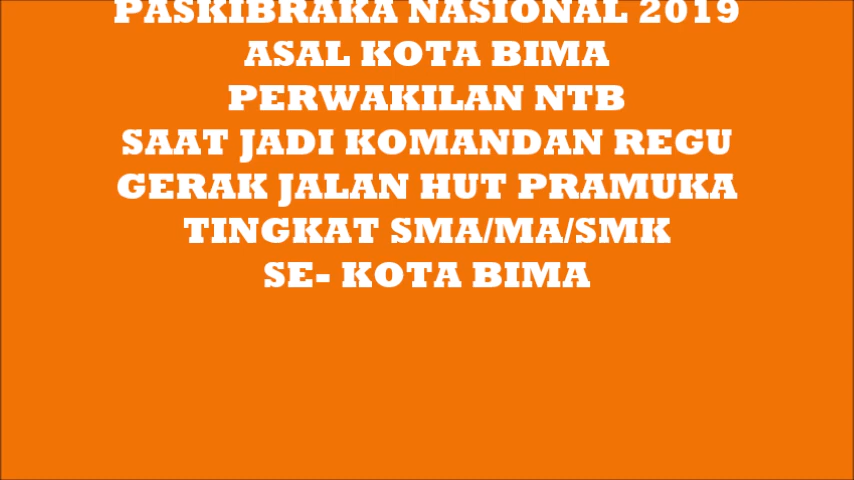 PASKIBRAKA NASIONAL 2019
ASAL KOTA BIMA
PERWAKILAN NTB
SAAT JADI KOMANDAN REGU
GERAK JALAN HUT PRAMUKA
TINGKAT SMA/MA/SMK
SE- KOTA BIMA